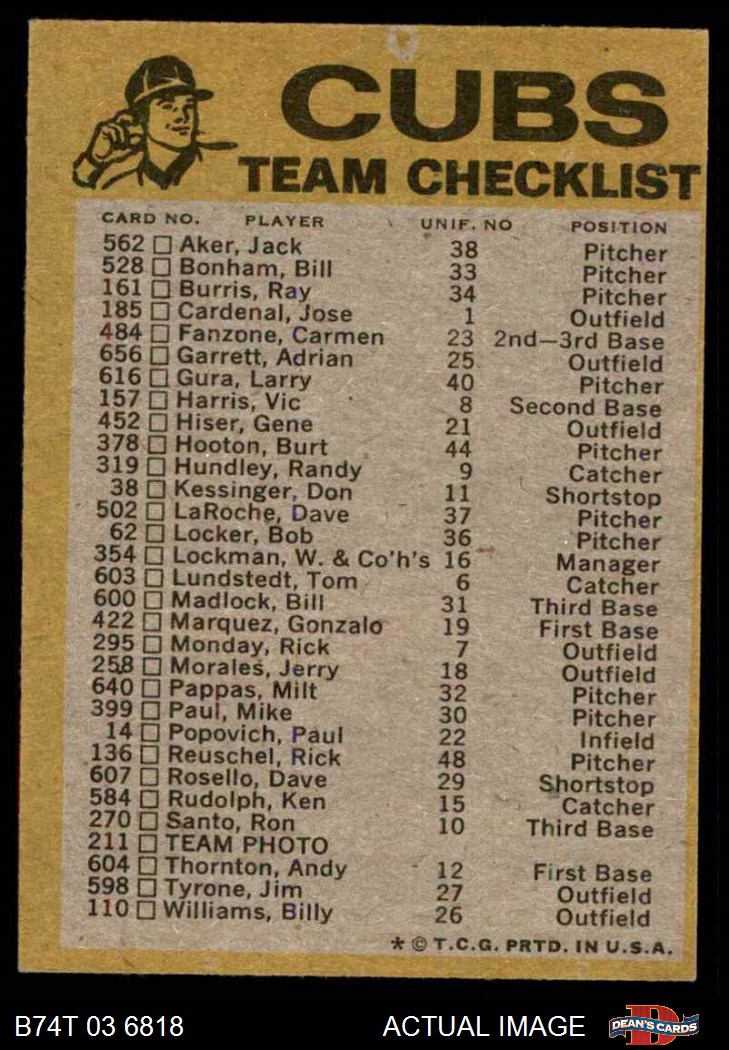 CUBS
TEAM CHECKLIST
CARD NO. PLAYER UNIF. NO POSITION
562 Aker, Jack 38 Pitcher
528 Bonham, Bill 33 Pitcher
161 Burris, Ray 34 Pitcher
185 Cardenal, Jose 1 Outfield
484 Fanzone, Carmen 23 2nd—3rd Base
656 Garrett, Adrian 25 Outfield
616 Gura, Larry 40 Pitcher
157 Harris, Vic 8 Second Base
452 Hiser, Gene 21 Outfield
378 Hooton, Burt 44 Pitcher
319 Hundley, Randy 9 Catcher
38 Kessinger, Don 11 Shortstop
502 LaRoche, Dave 37 Pitcher
62 Locker, Bob 36 Pitcher
354 Lockman, W. & Co'h's 16 Manager
603 Lundstedt, Tom 6 Catcher
600 Madlock, Bill 31 Third Base
422 Marquez, Gonzalo 19 First Base
295 Monday, Rick 7 Outfield
258 Morales, Jerry 18 Outfield
640 Pappas, Milt 32 Pitcher
399 Paul, Mike 30 Pitcher
14 Popovich, Paul 22 Infield
136 Reuschel, Rick 48 Pitcher
607 Rosello, Dave 29 Shortstop
584 Rudolph, Ken 15 Catcher
270 Santo, Ron 10 Third Base
211 TEAM PHOTO
604 Thornton, Andy 12 First Base
598 Tyrone, Jim 27 Outfield
110 Williams, Billy 26 Outfield
* © T.C.G. PRTD. IN U.S.A.
B74T 03 6818 ACTUAL IMAGE DEAN'S CARDS